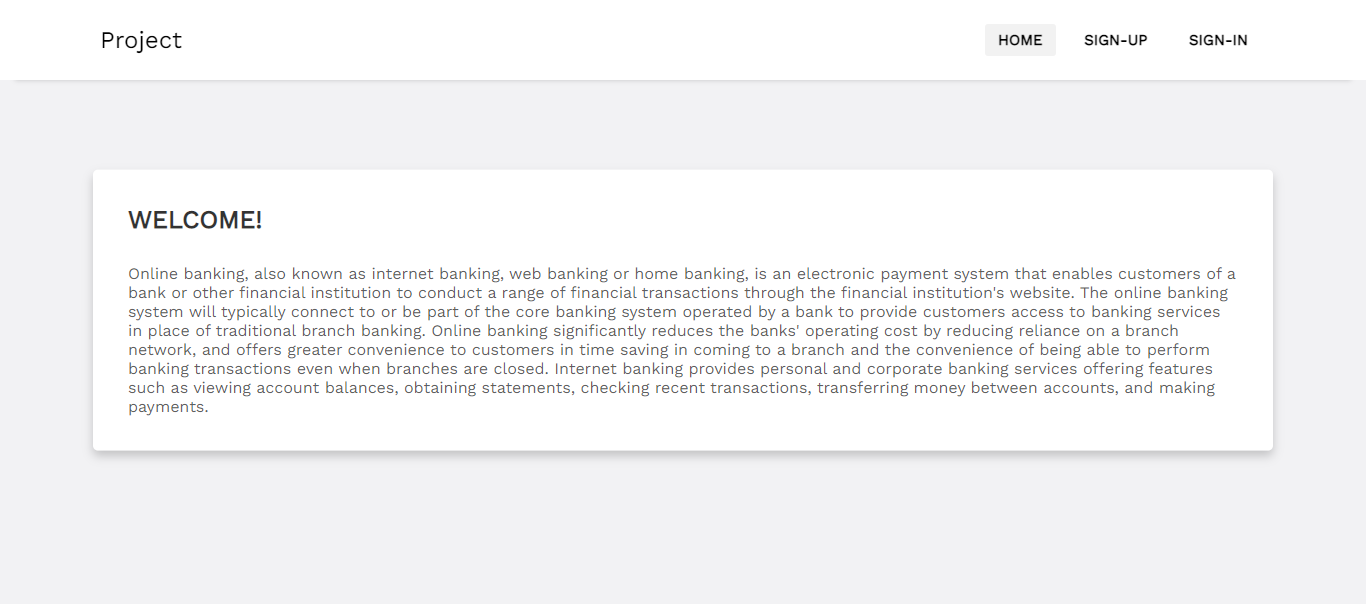 Project
HOME SIGN-UP SIGN-IN
WELCOME!
Online banking, also known as internet banking, web banking or home banking, is an electronic payment system that enables customers of a
bank or other financial institution to conduct a range of financial transactions through the financial institution's website. The online banking
system will typically connect to or be part of the core banking system operated by a bank to provide customers access to banking services
in place of traditional branch banking. Online banking significantly reduces the banks' operating cost by reducing reliance on a branch
network, and offers greater convenience to customers in time saving in coming to a branch and the convenience of being able to perform
banking transactions even when branches are closed. Internet banking provides personal and corporate banking services offering features
such as viewing account balances, obtaining statements, checking recent transactions, transferring money between accounts, and making
payments.